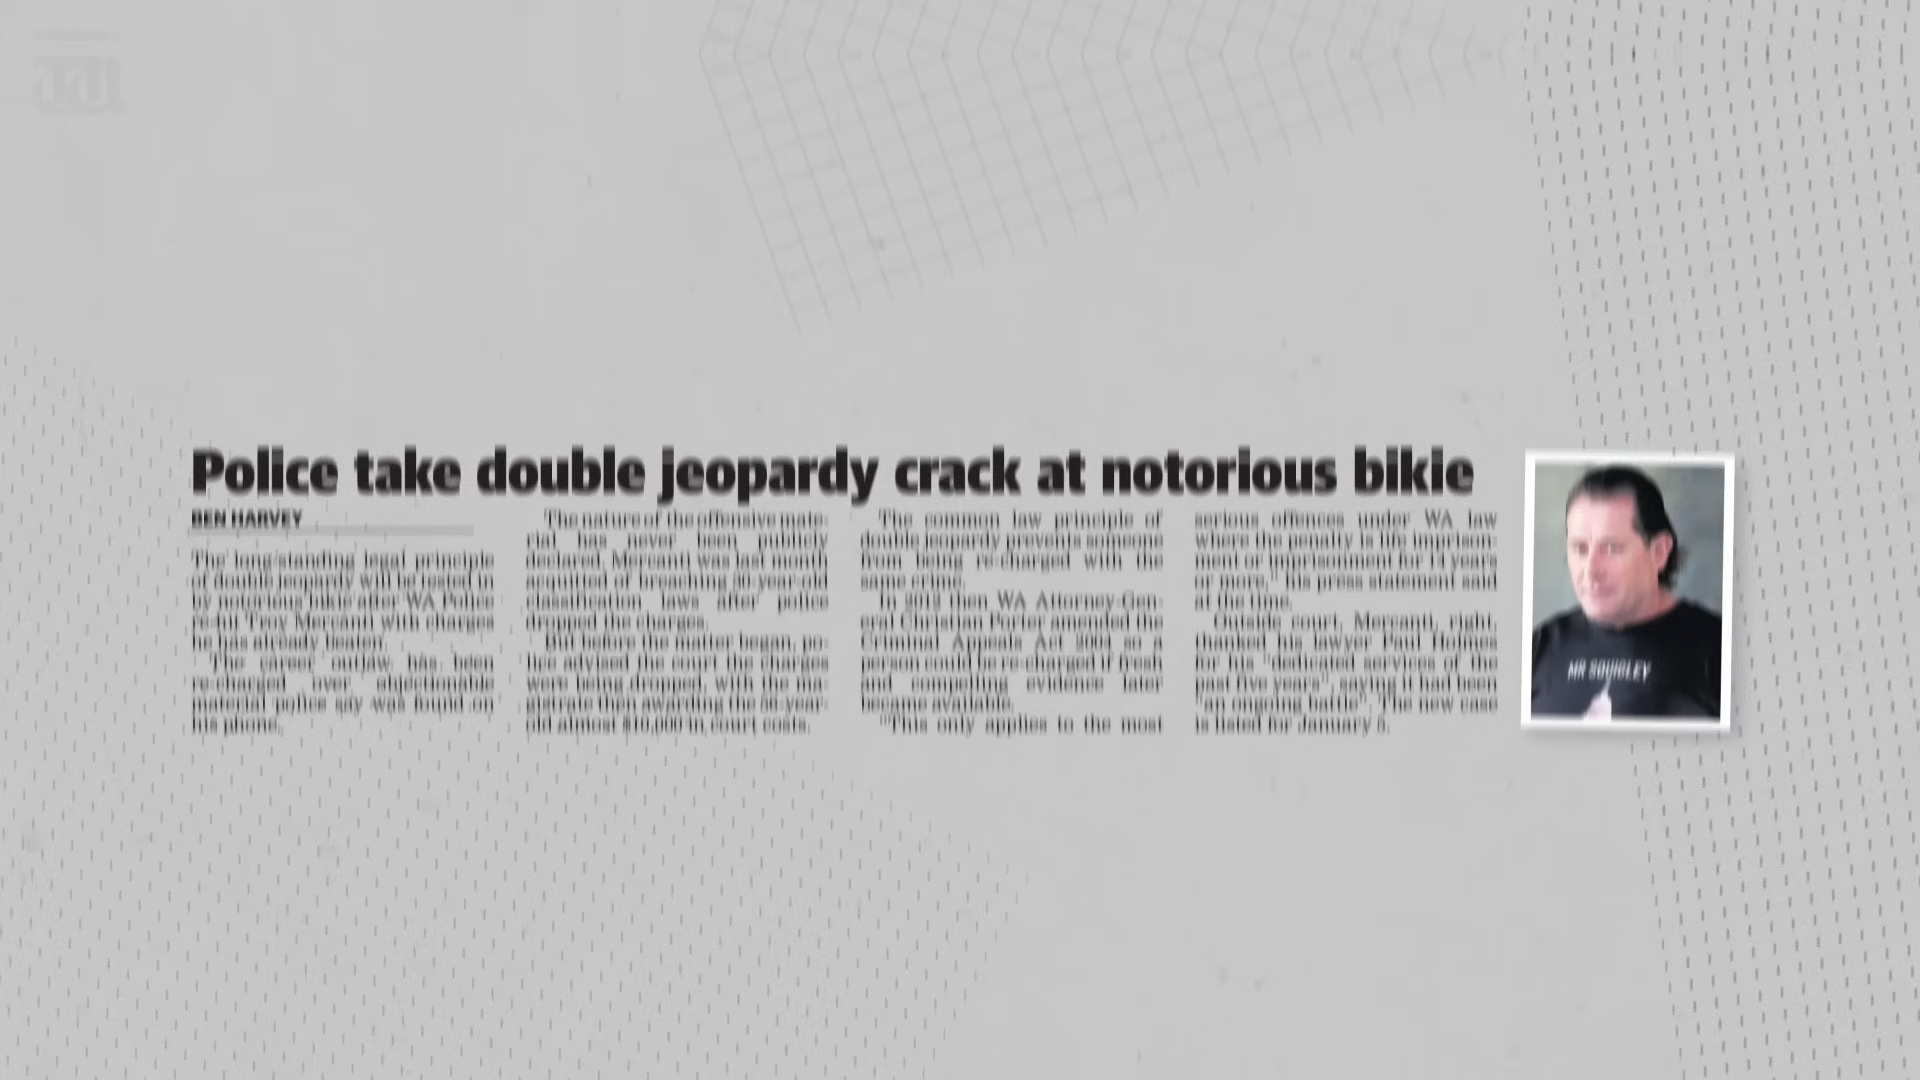 Police take double jeopardy crack at notorious bikie
BEN HARVEY
The long-standing legal principle
of double jeopardy will be tested in
by notorious bikie after WA Police
re-hit Troy Mercanti with charges
he has already beaten.
The career outlaw has been
re-charged over objectionable
material police say was found on
his phone.
The nature of the offensive mate-
rial has never been publicly
declared. Mercanti was last month
acquitted of breaching 30-year-old
classification laws after police
dropped the charges.
But before the matter began, po-
lice advised the court the charges
were being dropped, with the ma-
gistrate then awarding the 56-year-
old almost $10,000 in court costs.
The common law principle of
double jeopardy prevents someone
from being re-charged with the
same crime.
In 2012 then WA Attorney-Gen-
eral Christian Porter amended the
Criminal Appeals Act 2004 so a
person could be re-charged if fresh
and compelling evidence later
became available.
"This only applies to the most
serious offences under WA law
where the penalty is life imprison-
ment or imprisonment for 14 years
or more," his press statement said
at the time.
Outside court, Mercanti, right,
thanked his lawyer Paul Holmes
for his "dedicated services of the
past five years", saying it had been
"an ongoing battle". The new case
is listed for January 5.
MR SQUIGLEY